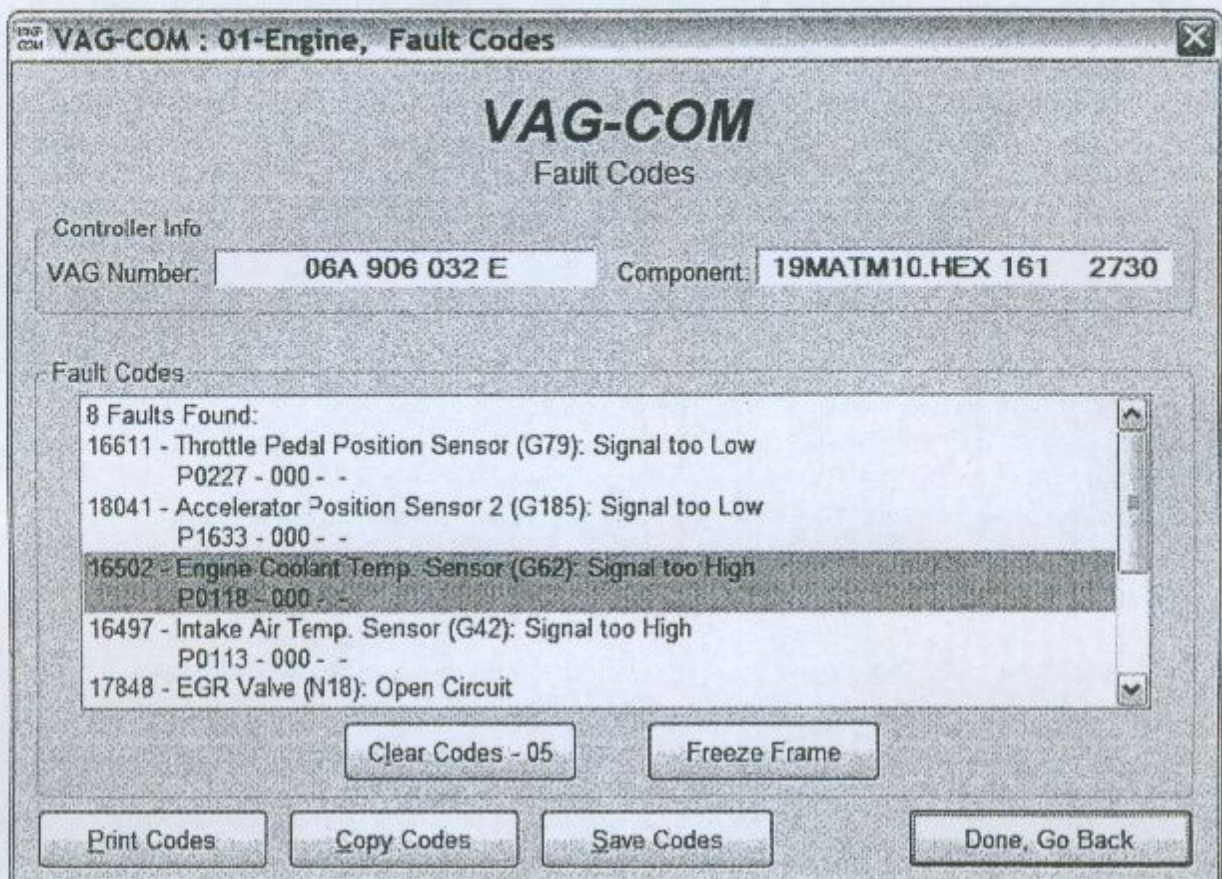 VAG-COM : 01-Engine, Fault Codes
VAG-COM
Fault Codes
Controller Info
VAG Number: 06A 906 032 E Component: 19MATM10.HEX 161 2730
Fault Codes
8 Faults Found:
16611 - Throttle Pedal Position Sensor (G79): Signal too Low
P0227 - 000 - -
18041 - Accelerator Position Sensor 2 (G185): Signal too Low
P1633 - 000 - -
16502 - Engine Coolant Temp. Sensor (G62): Signal too High
P0118 - 000 - -
16497 - Intake Air Temp. Sensor (G42): Signal too High
P0113 - 000 - -
17848 - EGR Valve (N18): Open Circuit
Clear Codes - 05 Freeze Frame
Print Codes Copy Codes Save Codes Done, Go Back